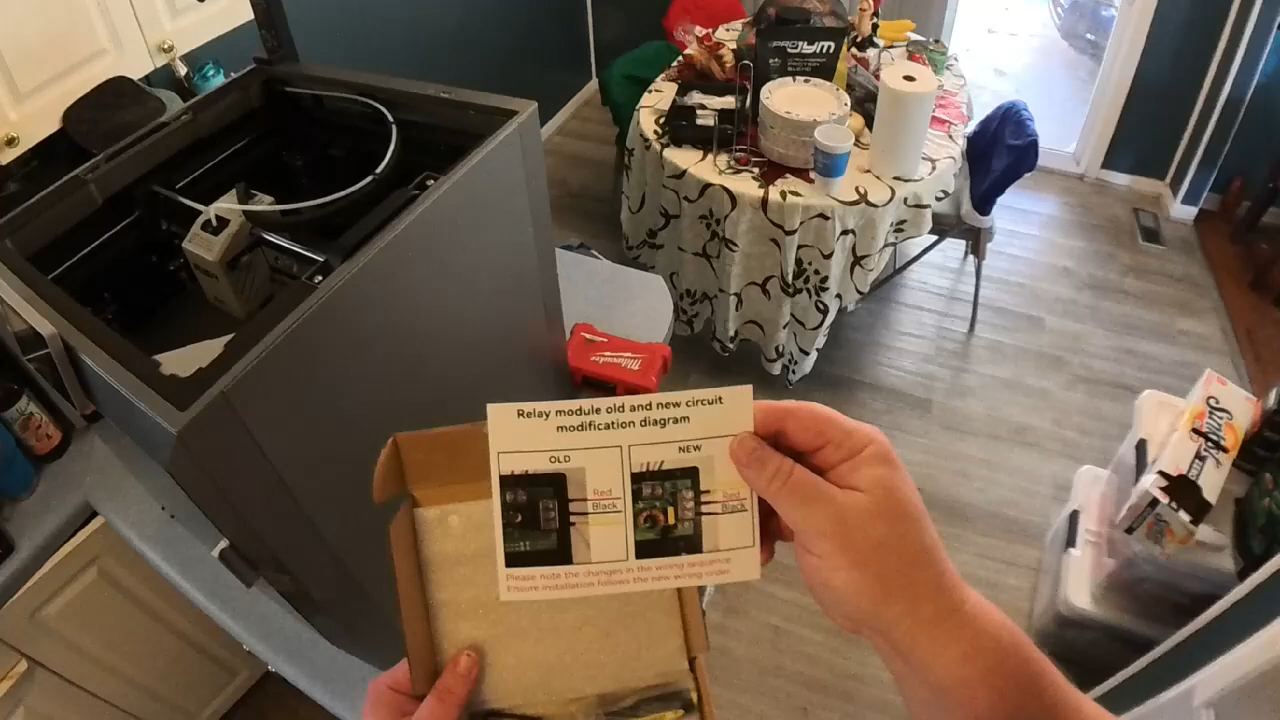 PROJYM
Milwaukee
Relay module old and new circuit
modification diagram
OLD
NEW
Red
Black
Red
Black
Please note the changes in the wiring sequence
Ensure installation follows the new wiring order